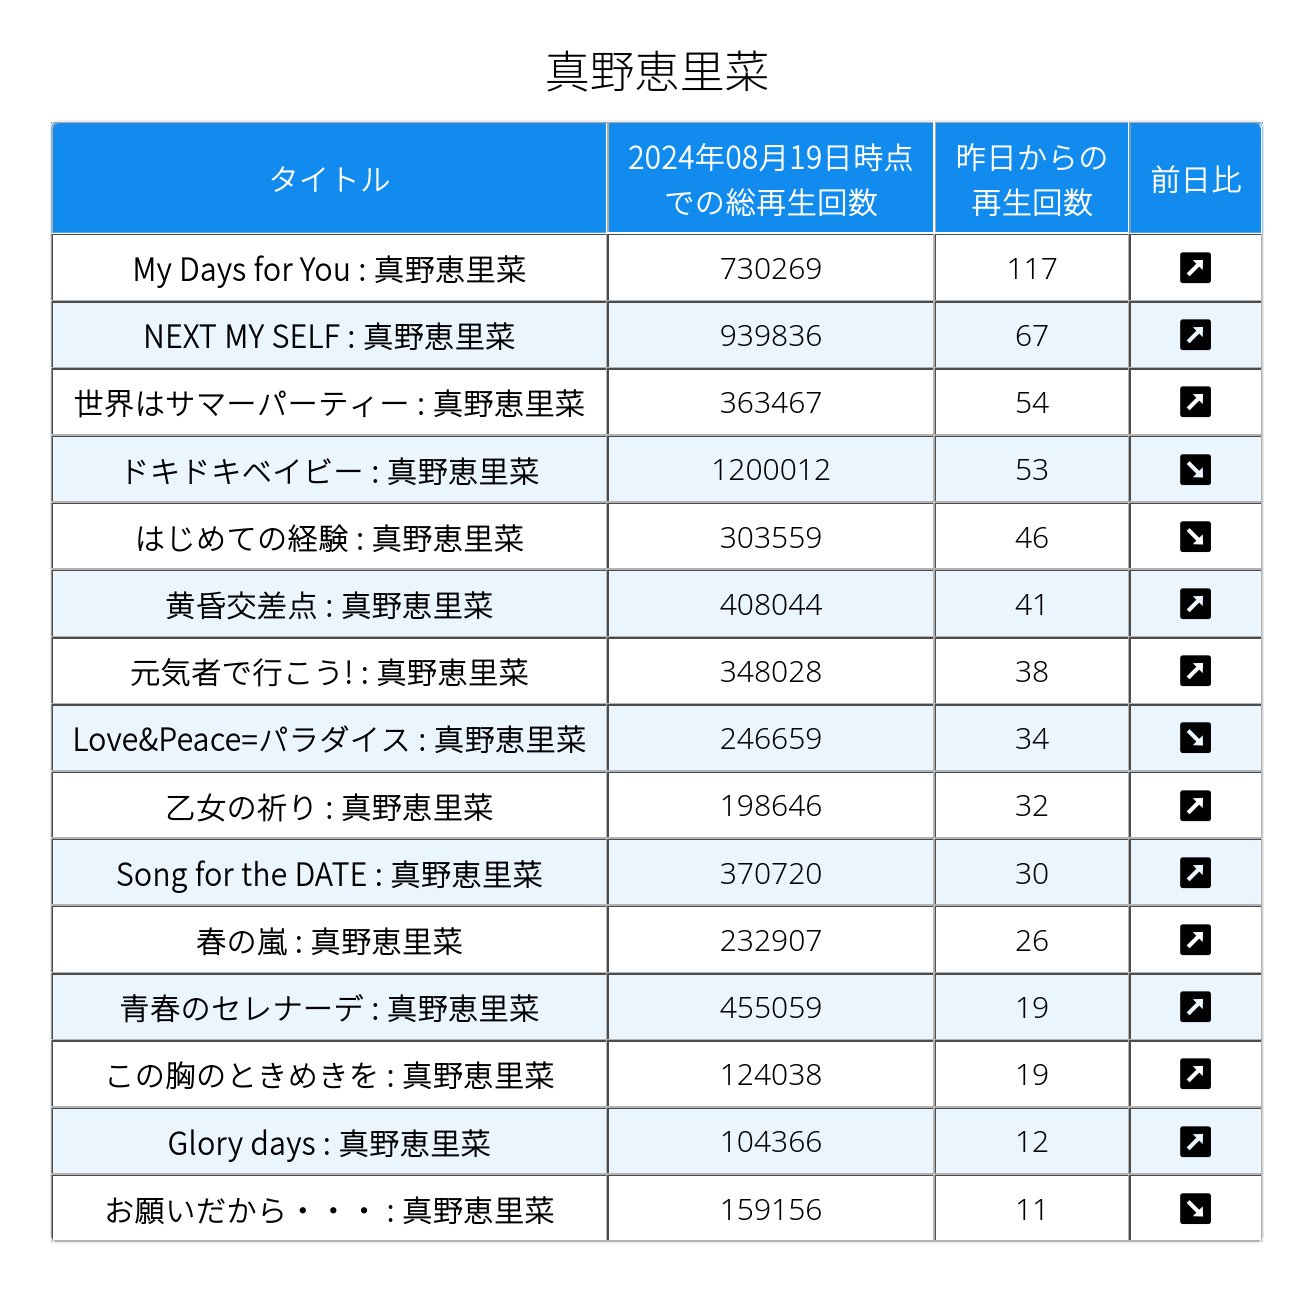 真野恵里菜
タイトル 2024年08月19日時点での総再生回数 昨日からの再生回数 前日比
My Days for You : 真野恵里菜 730269 117 ↗
NEXT MY SELF : 真野恵里菜 939836 67 ↗
世界はサマーパーティー : 真野恵里菜 363467 54 ↗
ドキドキベイビー : 真野恵里菜 1200012 53 ↘
はじめての経験 : 真野恵里菜 303559 46 ↘
黄昏交差点 : 真野恵里菜 408044 41 ↗
元気者で行こう! : 真野恵里菜 348028 38 ↗
Love&Peace=パラダイス : 真野恵里菜 246659 34 ↘
乙女の祈り : 真野恵里菜 198646 32 ↗
Song for the DATE : 真野恵里菜 370720 30 ↗
春の嵐 : 真野恵里菜 232907 26 ↗
青春のセレナーデ : 真野恵里菜 455059 19 ↗
この胸のときめきを : 真野恵里菜 124038 19 ↗
Glory days : 真野恵里菜 104366 12 ↗
お願いだから・・・ : 真野恵里菜 159156 11 ↘